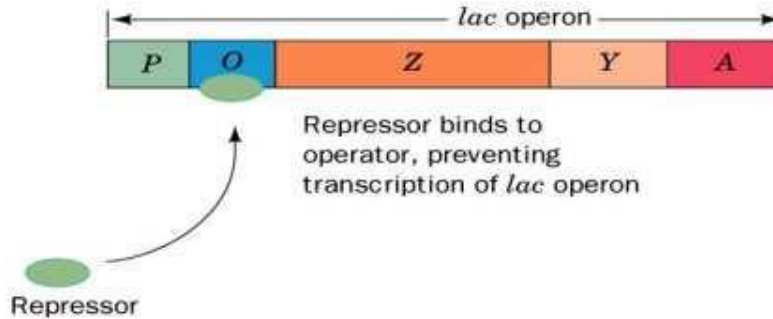 lac operon
P O Z Y A
Repressor binds to
operator, preventing
transcription of lac operon
Repressor